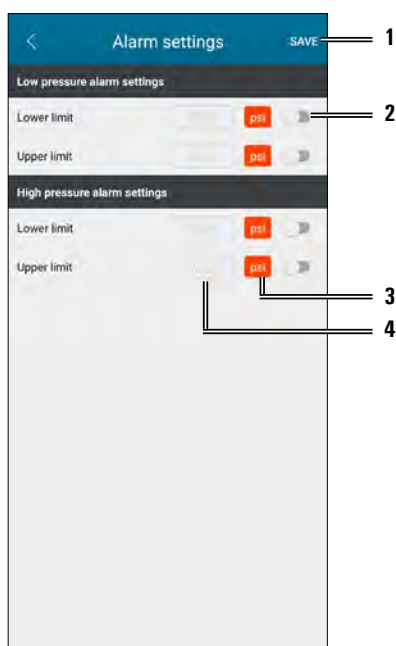 Alarm settings SAVE 1
Low pressure alarm settings
Lower limit psi 2
Upper limit psi
High pressure alarm settings
Lower limit psi
Upper limit psi
3
4